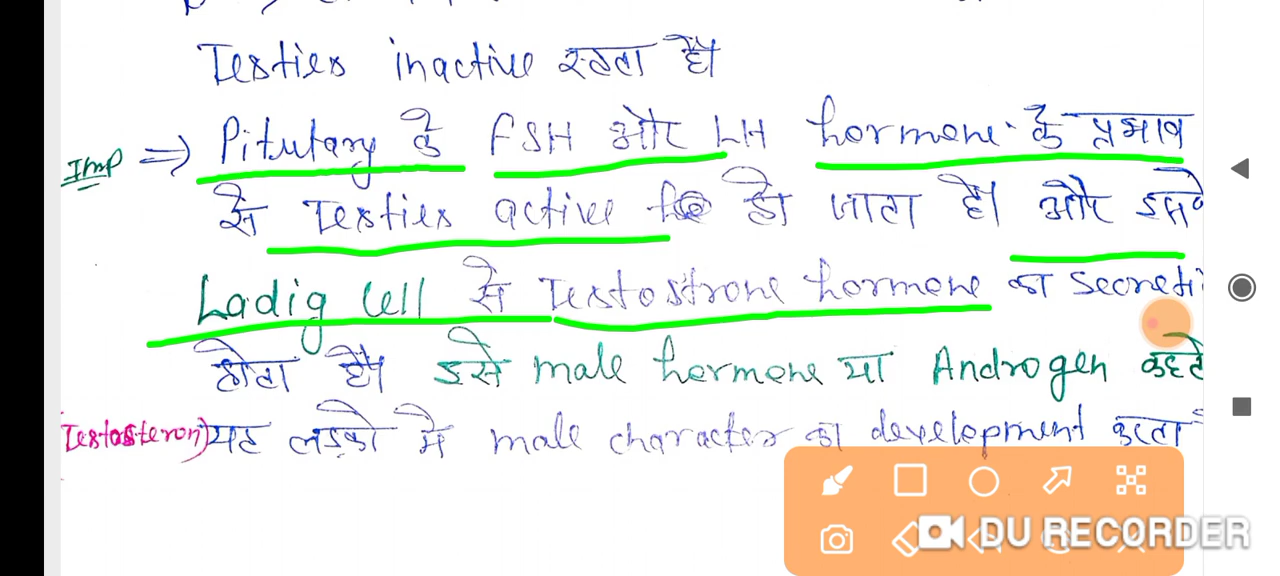 Testies inactive रहता है।
Imp ⇒ Pitutary के FSH और LH hormone के प्रभाव
से Testies active हो जाता है। और इसके
Ladig Cell से Testostrone hormone का secreti
होता है। इसे male hormone या Androgen कहते
(Testosteron) यह लड़को मे male character का development करता
DU RECORDER